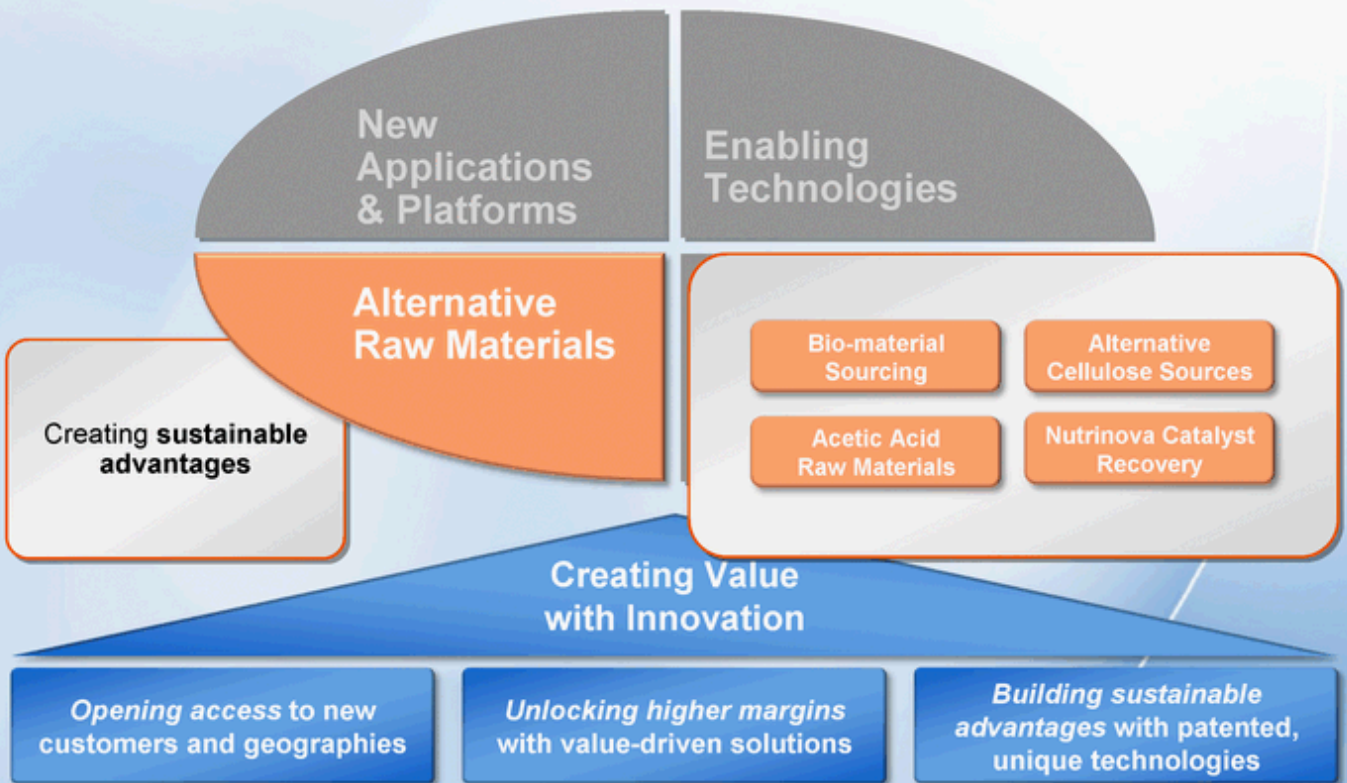 New
Applications
& Platforms
Enabling
Technologies
Alternative
Raw Materials
Creating sustainable
advantages
Bio-material
Sourcing
Alternative
Cellulose Sources
Acetic Acid
Raw Materials
Nutrinova Catalyst
Recovery
Creating Value
with Innovation
Opening access to new
customers and geographies
Unlocking higher margins
with value-driven solutions
Building sustainable
advantages with patented,
unique technologies